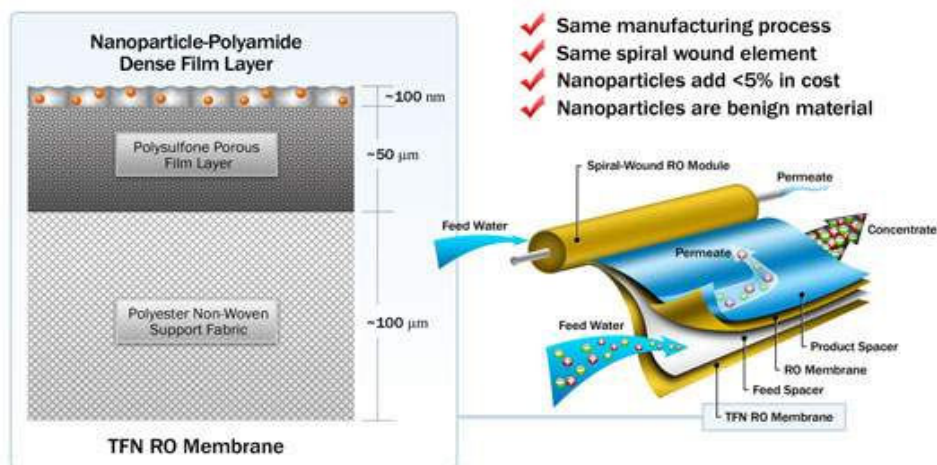 Nanoparticle-Polyamide
Dense Film Layer
~100 nm
Polysulfone Porous
Film Layer
~50 μm
Polyester Non-Woven
Support Fabric
~100 μm
TFN RO Membrane
Same manufacturing process
Same spiral wound element
Nanoparticles add <5% in cost
Nanoparticles are benign material
Spiral-Wound RO Module
Permeate
Feed Water
Concentrate
Permeate
Feed Water
Product Spacer
RO Membrane
Feed Spacer
TFN RO Membrane